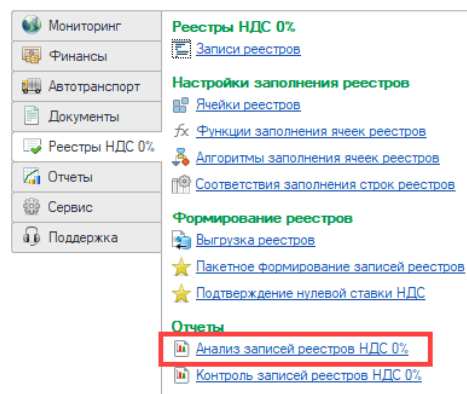 Мониторинг
Финансы
Автотранспорт
Документы
Реестры НДС 0%
Отчеты
Сервис
Поддержка
Реестры НДС 0%
Записи реестров
Настройки заполнения реестров
Ячейки реестров
fx Функции заполнения ячеек реестров
Алгоритмы заполнения ячеек реестров
Соответствия заполнения строк реестров
Формирование реестров
Выгрузка реестров
Пакетное формирование записей реестров
Подтверждение нулевой ставки НДС
Отчеты
Анализ записей реестров НДС 0%
Контроль записей реестров НДС 0%